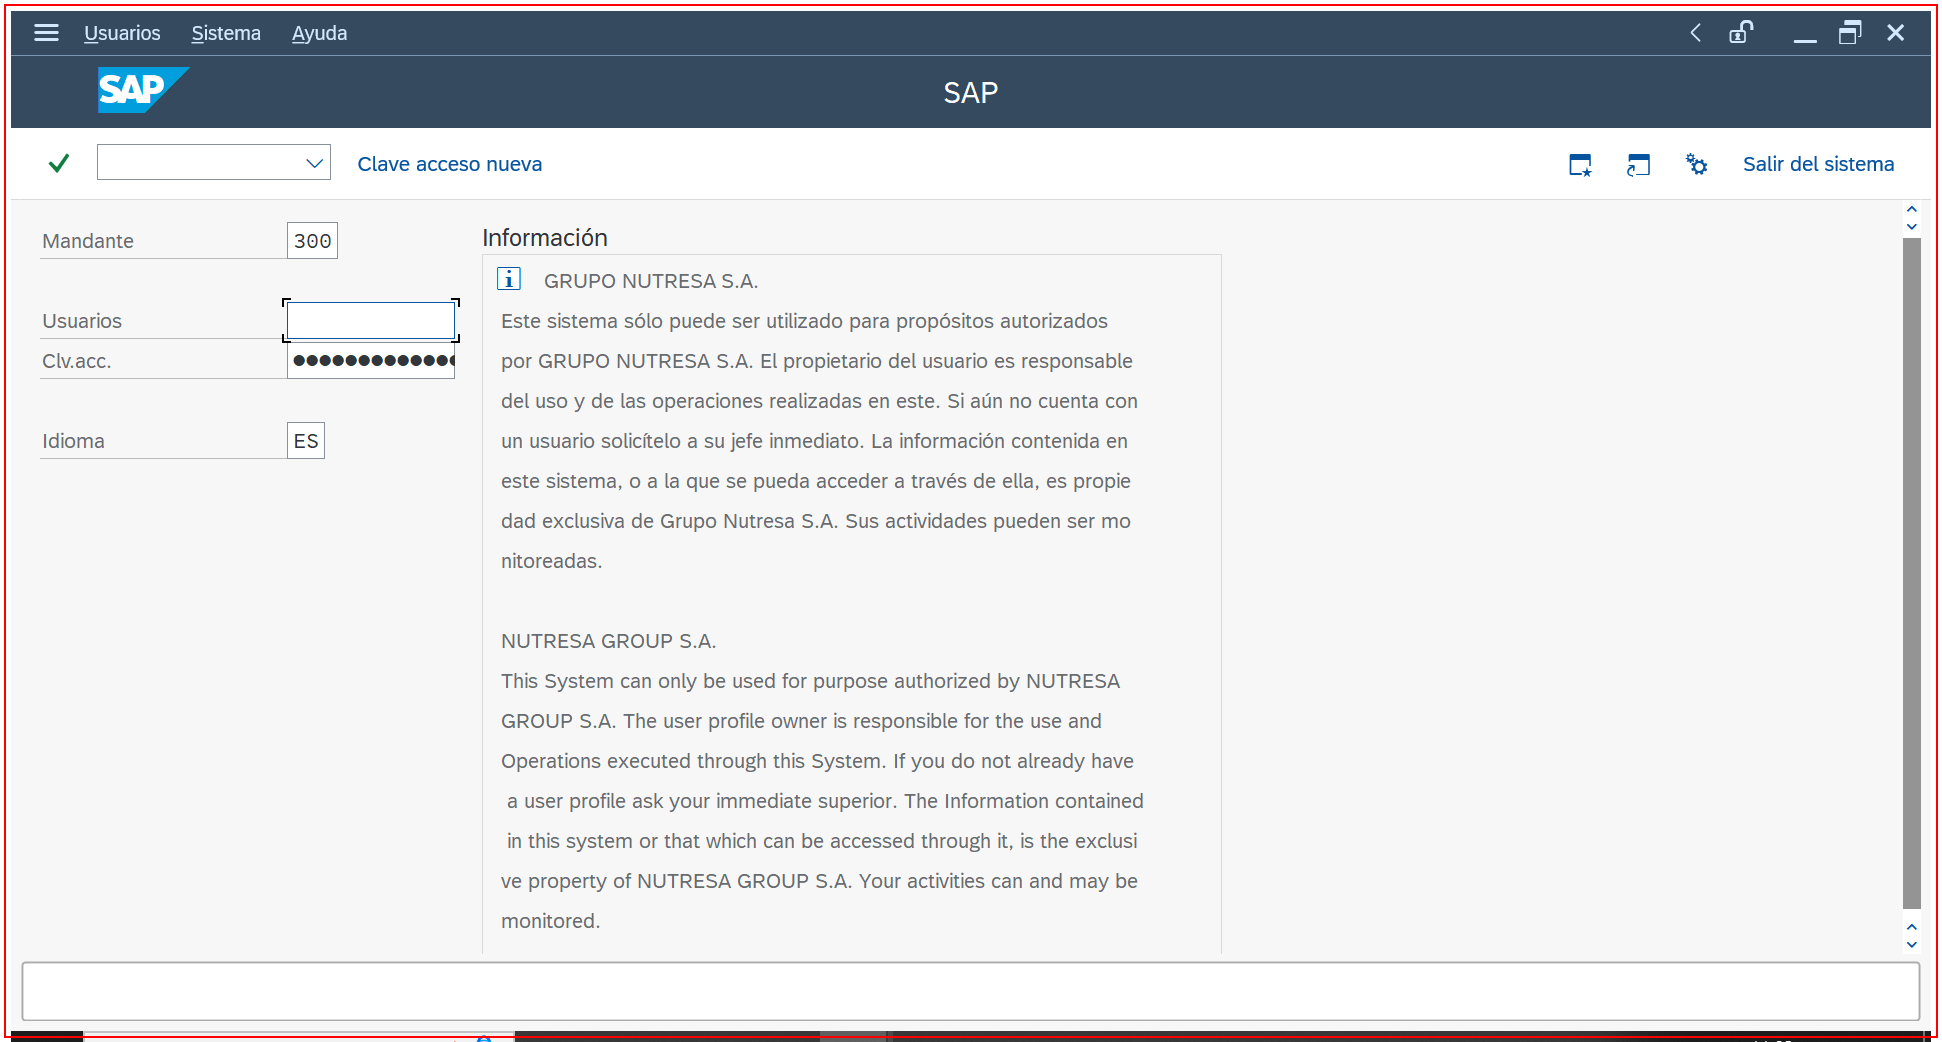 Usuarios Sistema Ayuda
SAP
SAP
Clave acceso nueva
Salir del sistema
Mandante 300
Usuarios
Clv.acc. ●●●●●●●●●●●●●
Idioma ES
Información
GRUPO NUTRESA S.A.
Este sistema sólo puede ser utilizado para propósitos autorizados
por GRUPO NUTRESA S.A. El propietario del usuario es responsable
del uso y de las operaciones realizadas en este. Si aún no cuenta con
un usuario solicítelo a su jefe inmediato. La información contenida en
este sistema, o a la que se pueda acceder a través de ella, es propie
dad exclusiva de Grupo Nutresa S.A. Sus actividades pueden ser mo
nitoreadas.
NUTRESA GROUP S.A.
This System can only be used for purpose authorized by NUTRESA
GROUP S.A. The user profile owner is responsible for the use and
Operations executed through this System. If you do not already have
a user profile ask your immediate superior. The Information contained
in this system or that which can be accessed through it, is the exclusi
ve property of NUTRESA GROUP S.A. Your activities can and may be
monitored.